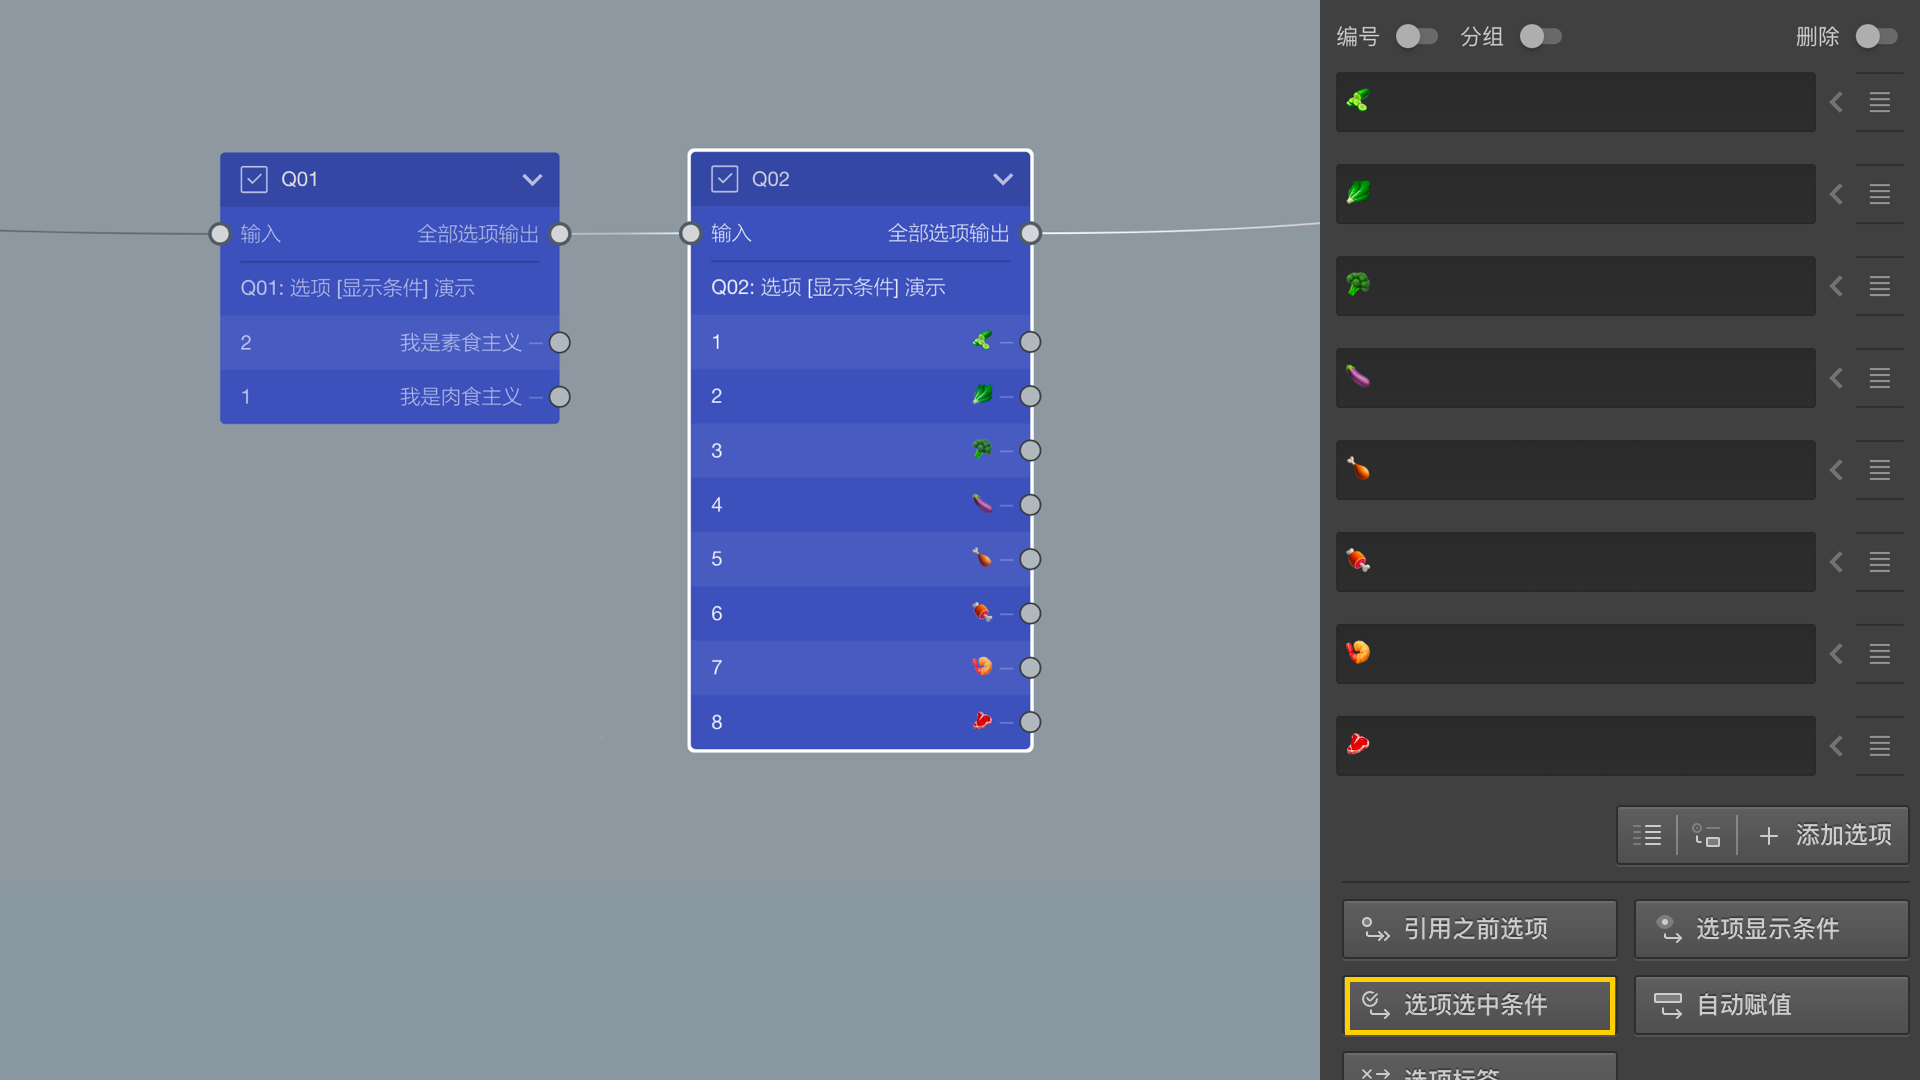 编号 分组 删除
Q01
输入 全部选项输出
Q01: 选项 [显示条件] 演示
2 我是素食主义
1 我是肉食主义
Q02
输入 全部选项输出
Q02: 选项 [显示条件] 演示
1
2
3
4
5
6
7
8
添加选项
引用之前选项 选项显示条件
选项选中条件 自动赋值
选项标签